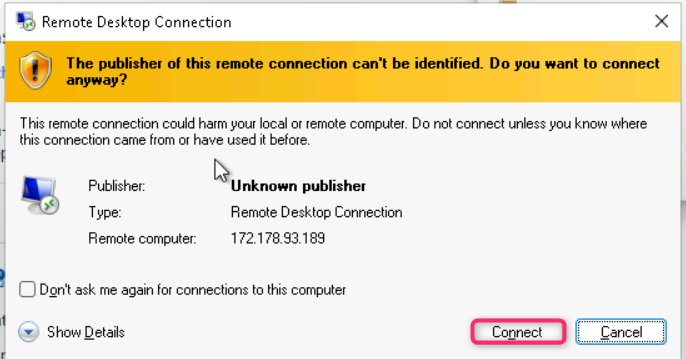 Remote Desktop Connection
The publisher of this remote connection can't be identified. Do you want to connect
anyway?
This remote connection could harm your local or remote computer. Do not connect unless you know where
this connection came from or have used it before.
Publisher: Unknown publisher
Type: Remote Desktop Connection
Remote computer: 172.178.93.189
Don't ask me again for connections to this computer
Show Details Connect Cancel